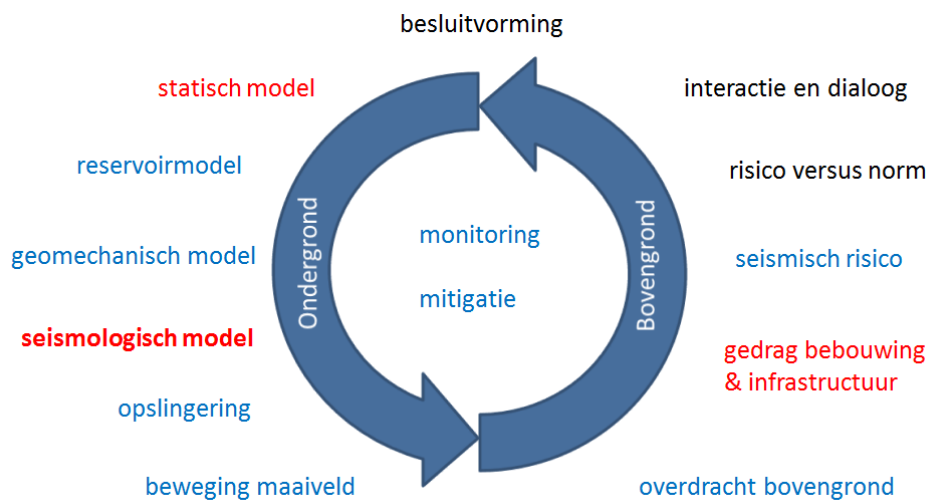 besluitvorming
statisch model
interactie en dialoog
reservoirmodel
risico versus norm
Ondergrond
monitoring
Bovengrond
geomechanisch model
seismisch risico
mitigatie
seismologisch model
gedrag bebouwing
& infrastructuur
opslingering
beweging maaiveld
overdracht bovengrond